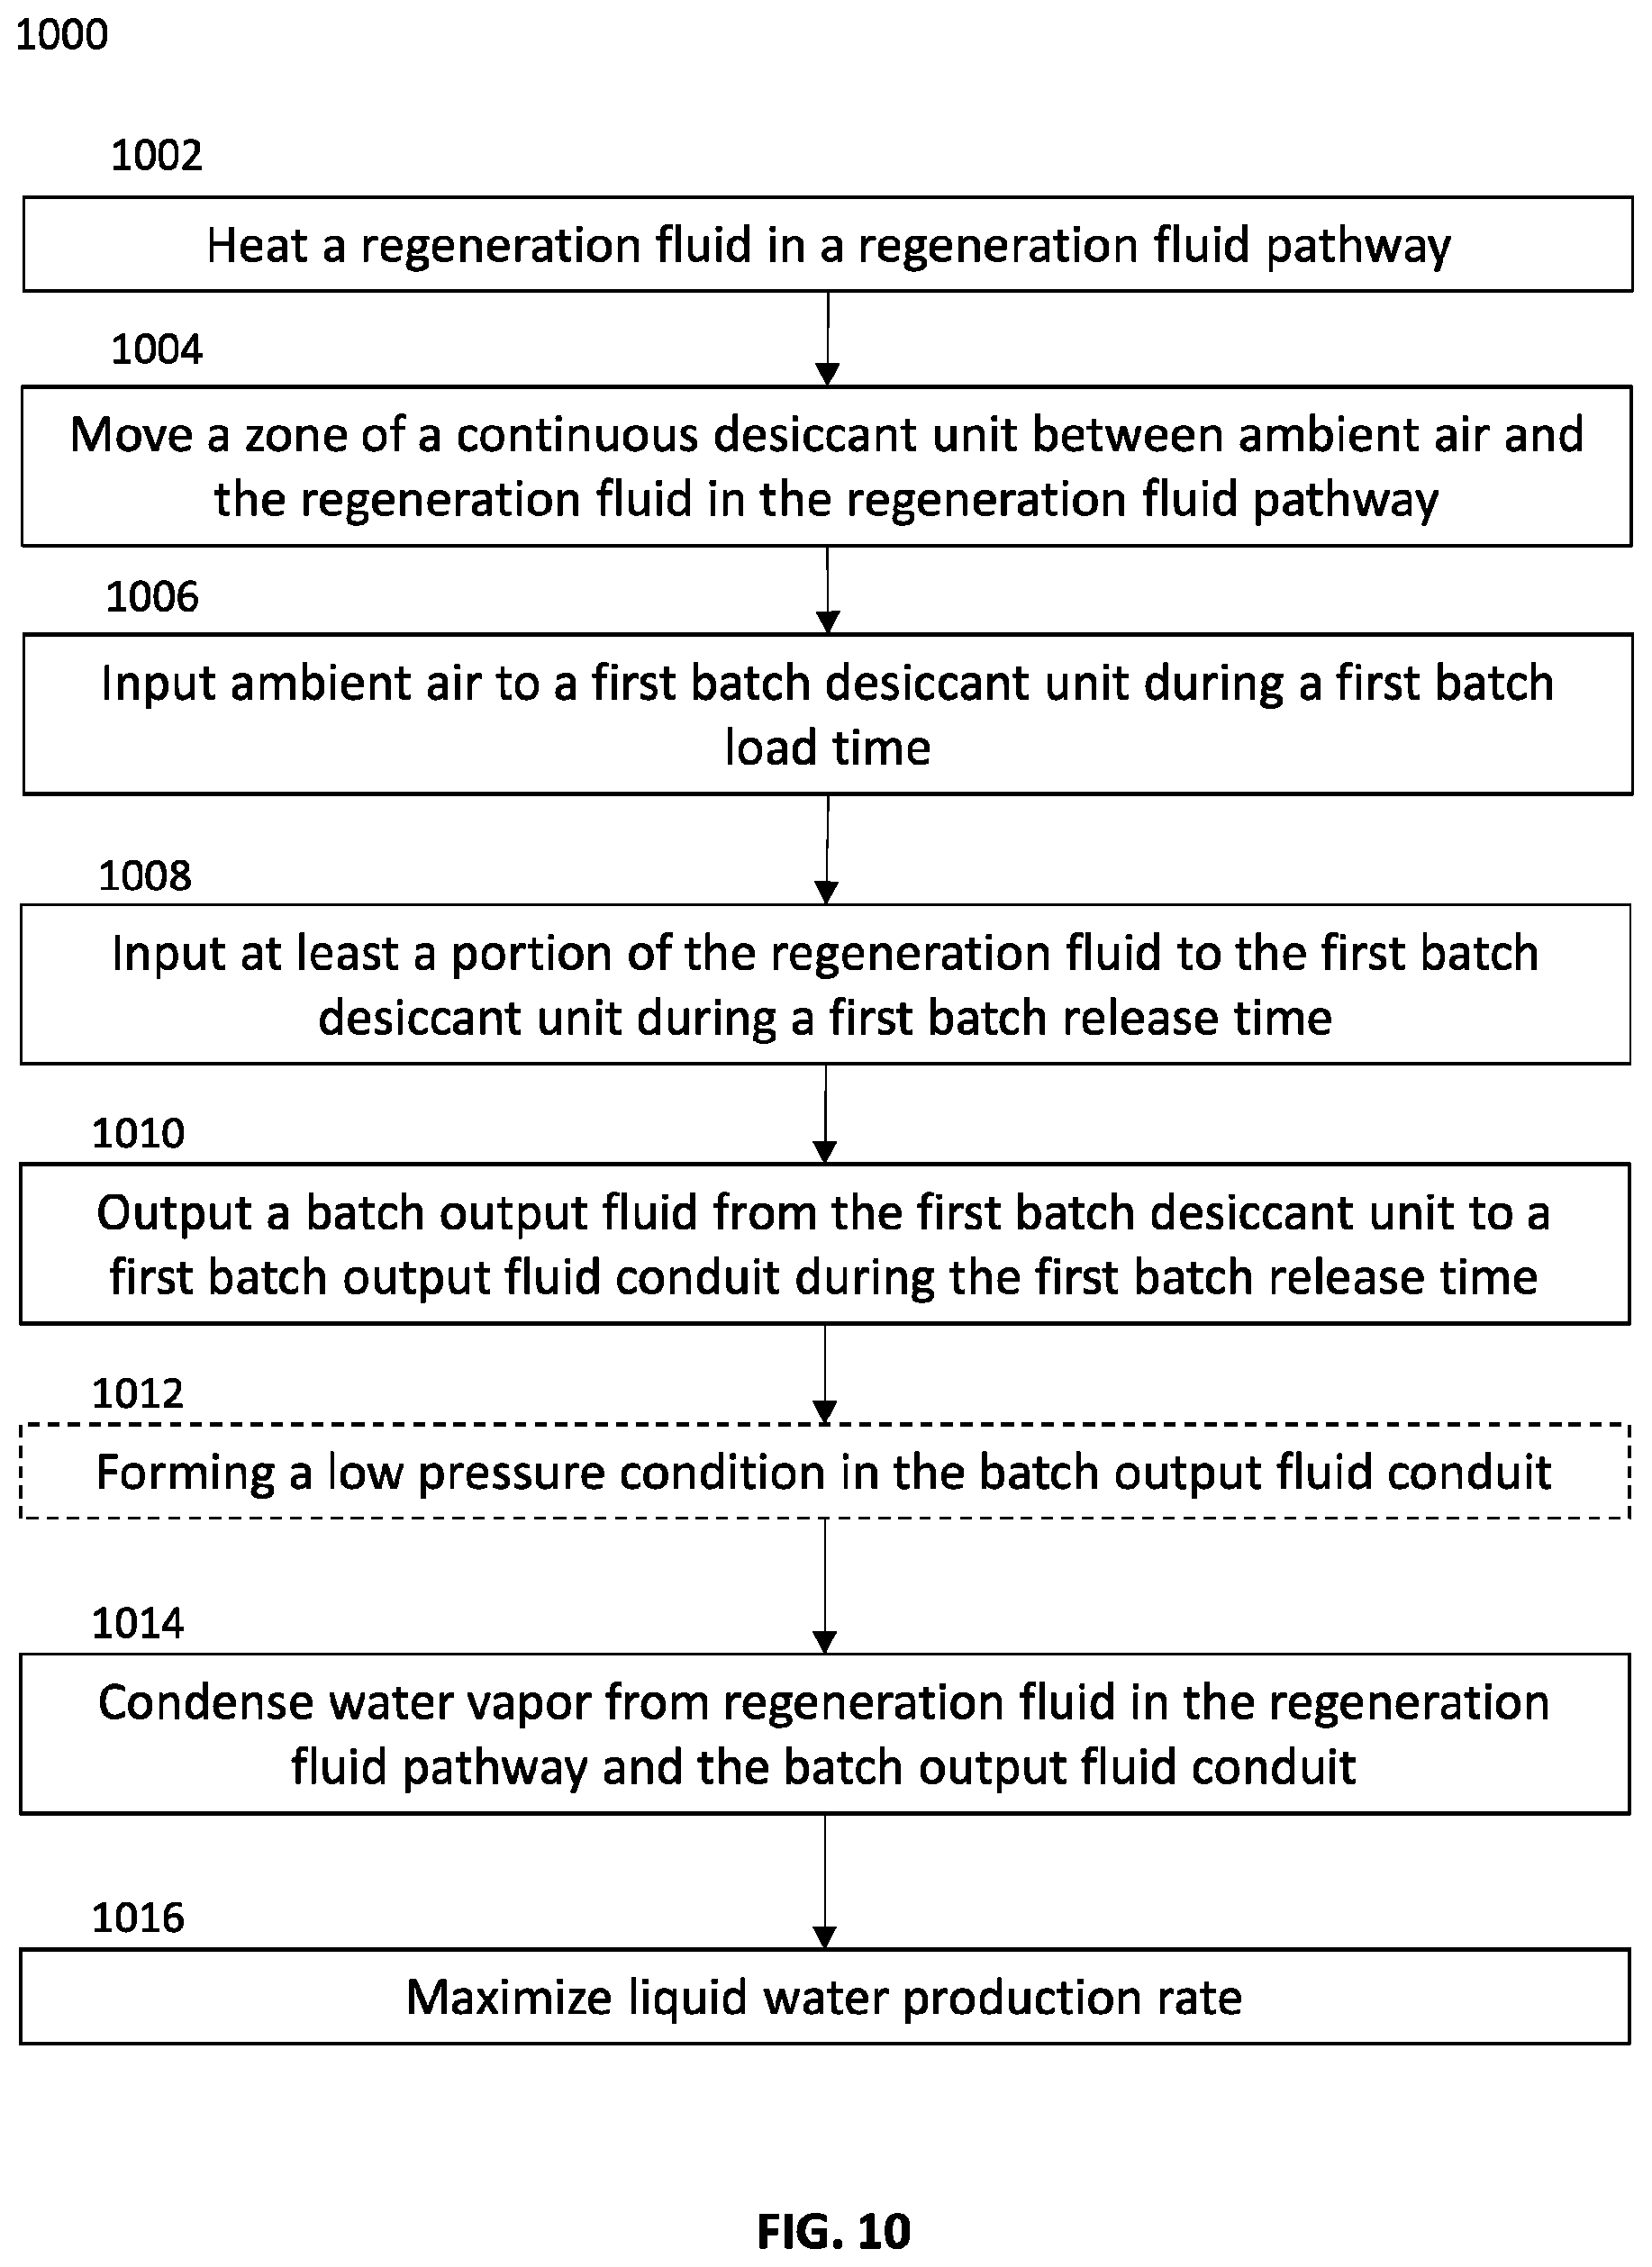 1000
1002
Heat a regeneration fluid in a regeneration fluid pathway
1004
Move a zone of a continuous desiccant unit between ambient air and
the regeneration fluid in the regeneration fluid pathway
1006
Input ambient air to a first batch desiccant unit during a first batch
load time
1008
Input at least a portion of the regeneration fluid to the first batch
desiccant unit during a first batch release time
1010
Output a batch output fluid from the first batch desiccant unit to a
first batch output fluid conduit during the first batch release time
1012
Forming a low pressure condition in the batch output fluid conduit
1014
Condense water vapor from regeneration fluid in the regeneration
fluid pathway and the batch output fluid conduit
1016
Maximize liquid water production rate
FIG. 10